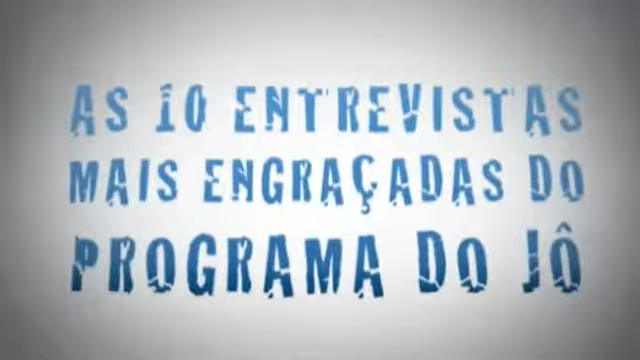 AS 10 ENTREVISTAS
MAIS ENGRAÇADAS DO
PROGRAMA DO JÔ